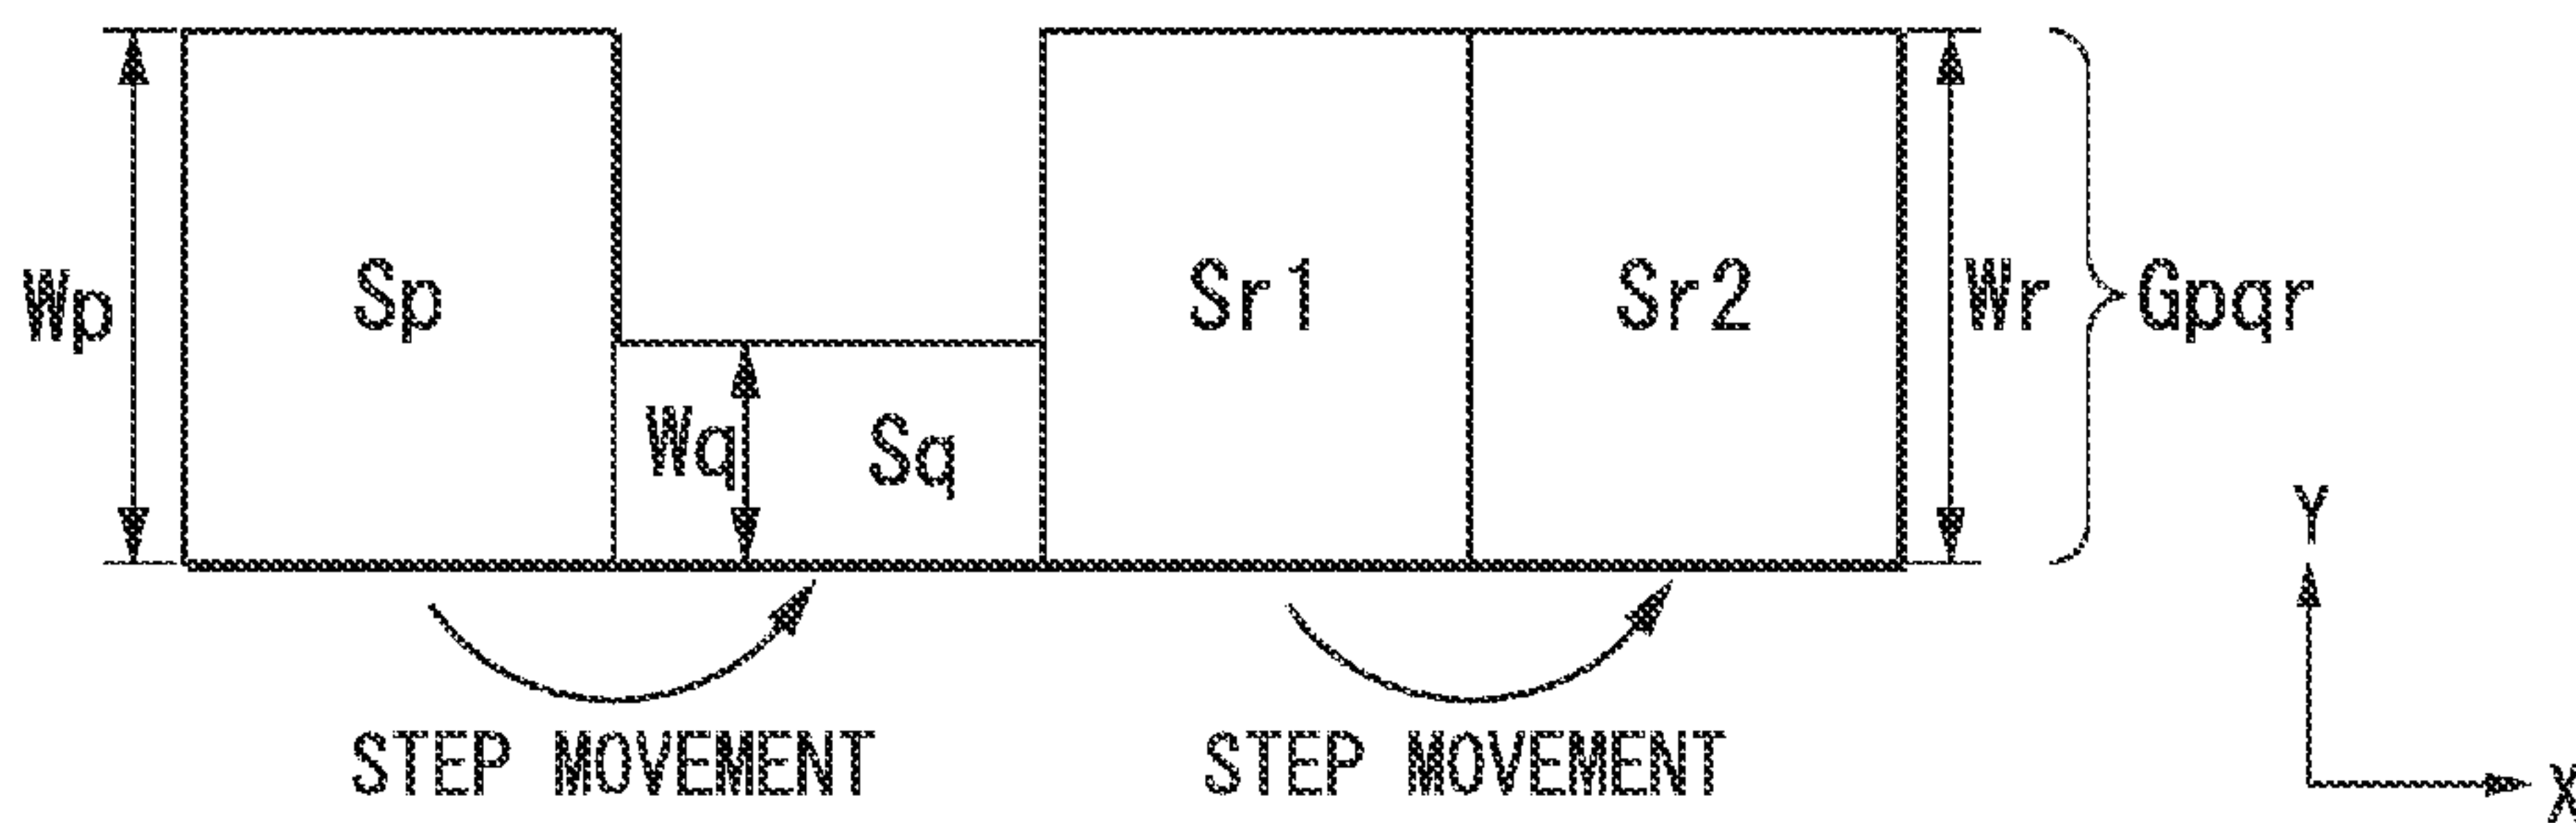 Wp
Sp
Wq
Sq
Sr1
Sr2
Wr
Gpqr
STEP MOVEMENT
STEP MOVEMENT
Y
X